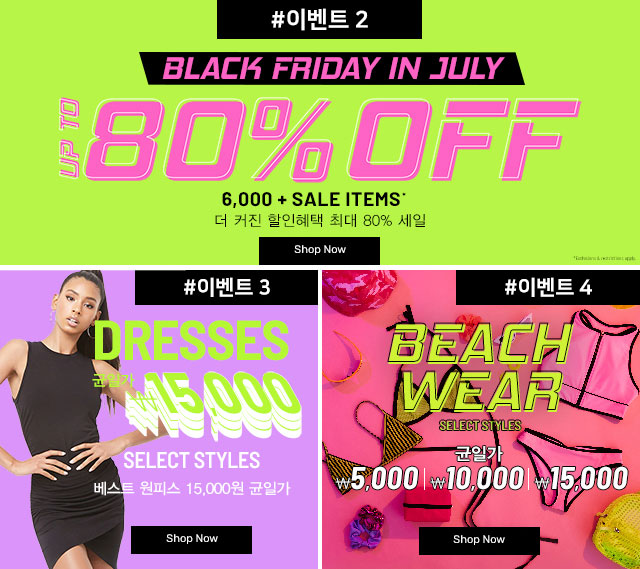 #이벤트 2
BLACK FRIDAY IN JULY
UP TO
80% OFF
6,000 + SALE ITEMS*
더 커진 할인혜택 최대 80% 세일
Shop Now
#이벤트 3
DRESSES
균일가
₩15,000
SELECT STYLES
베스트 원피스 15,000원 균일가
Shop Now
#이벤트 4
BEACH
WEAR
SELECT STYLES
균일가
₩5,000 | ₩10,000 | ₩15,000
Shop Now